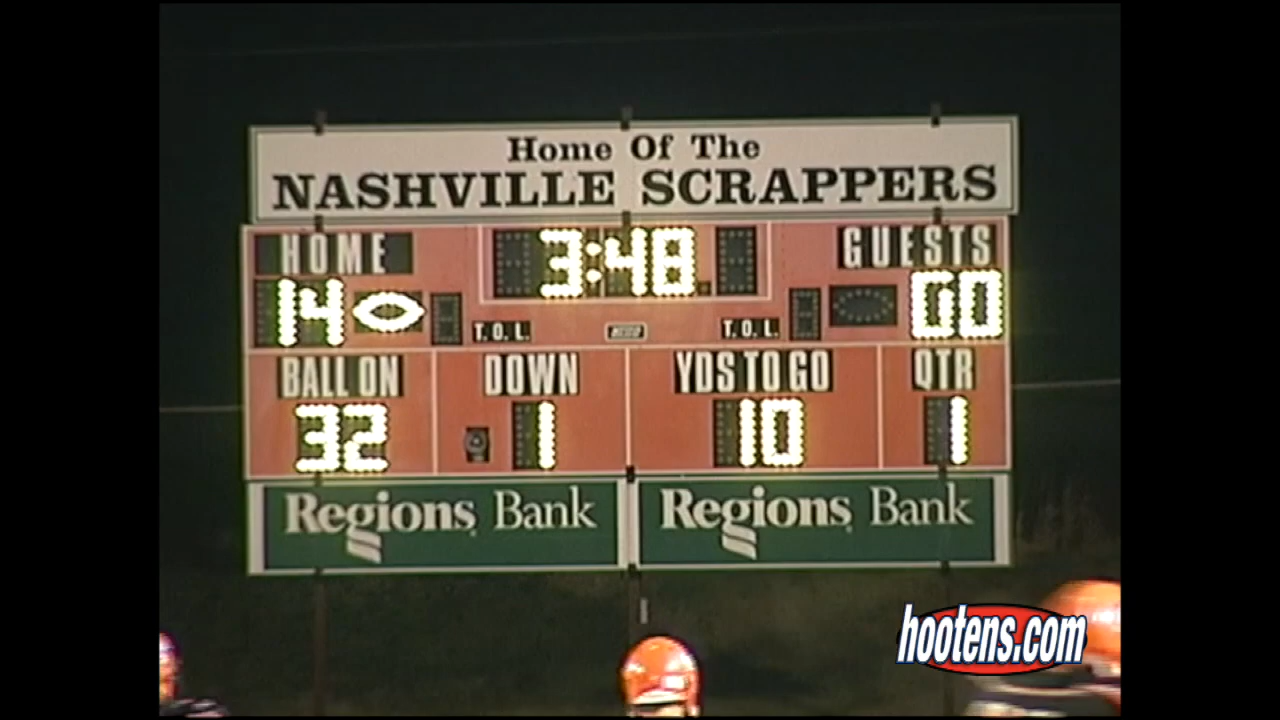 Home Of The
NASHVILLE SCRAPPERS
HOME 3:48 GUESTS
14 G0
T.O.L. T.O.L.
BALL ON DOWN YDS TO GO QTR
32 1 10 1
Regions Bank Regions Bank
hootens.com